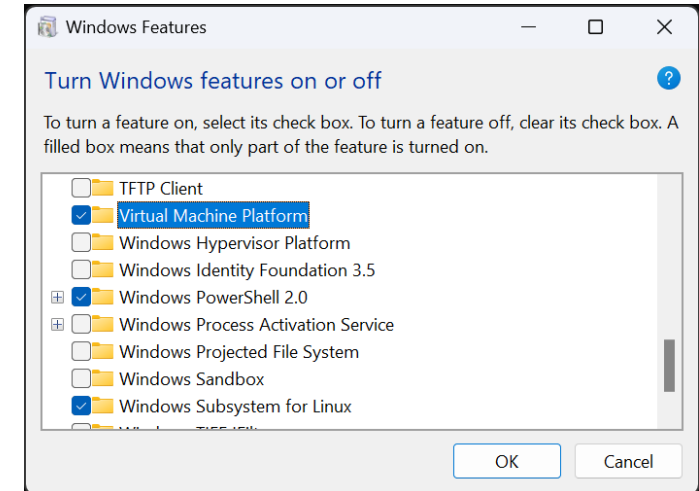 Windows Features
Turn Windows features on or off
To turn a feature on, select its check box. To turn a feature off, clear its check box. A
filled box means that only part of the feature is turned on.
TFTP Client
Virtual Machine Platform
Windows Hypervisor Platform
Windows Identity Foundation 3.5
Windows PowerShell 2.0
Windows Process Activation Service
Windows Projected File System
Windows Sandbox
Windows Subsystem for Linux
OK Cancel